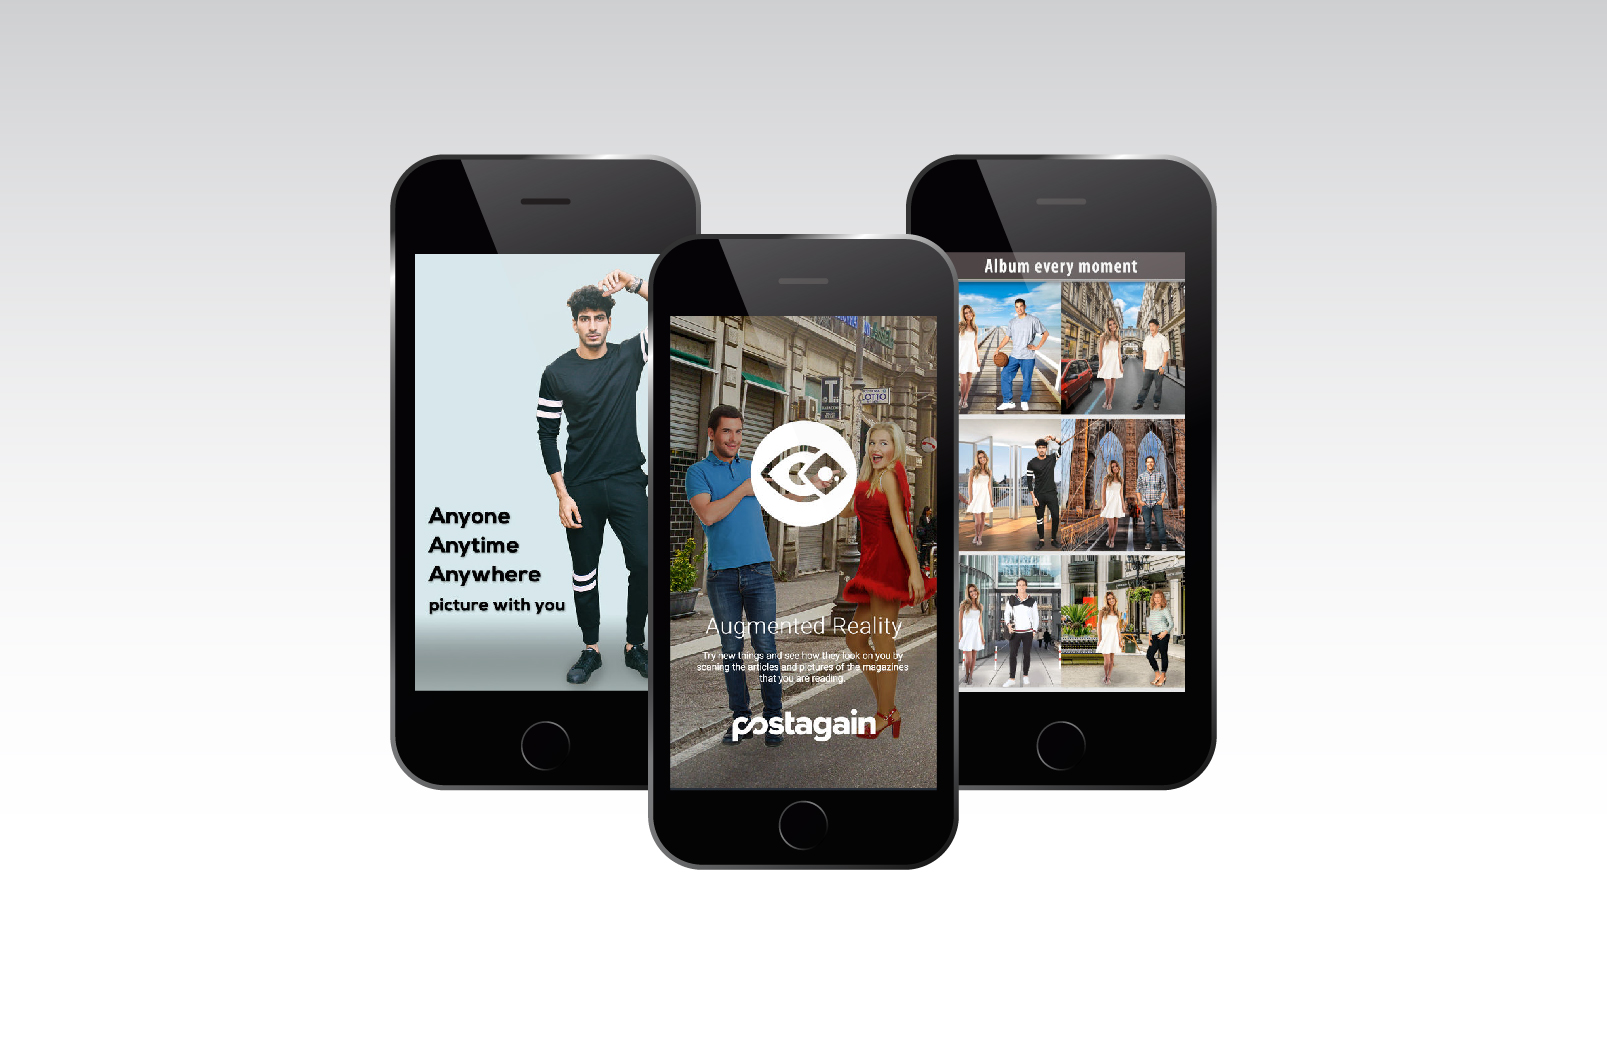 Anyone
Anytime
Anywhere
picture with you
T
LOTTO
Augmented Reality
Try new things and see how they look on you by
scaning the articles and pictures of the magazines
that you are reading.
postagain
Album every moment